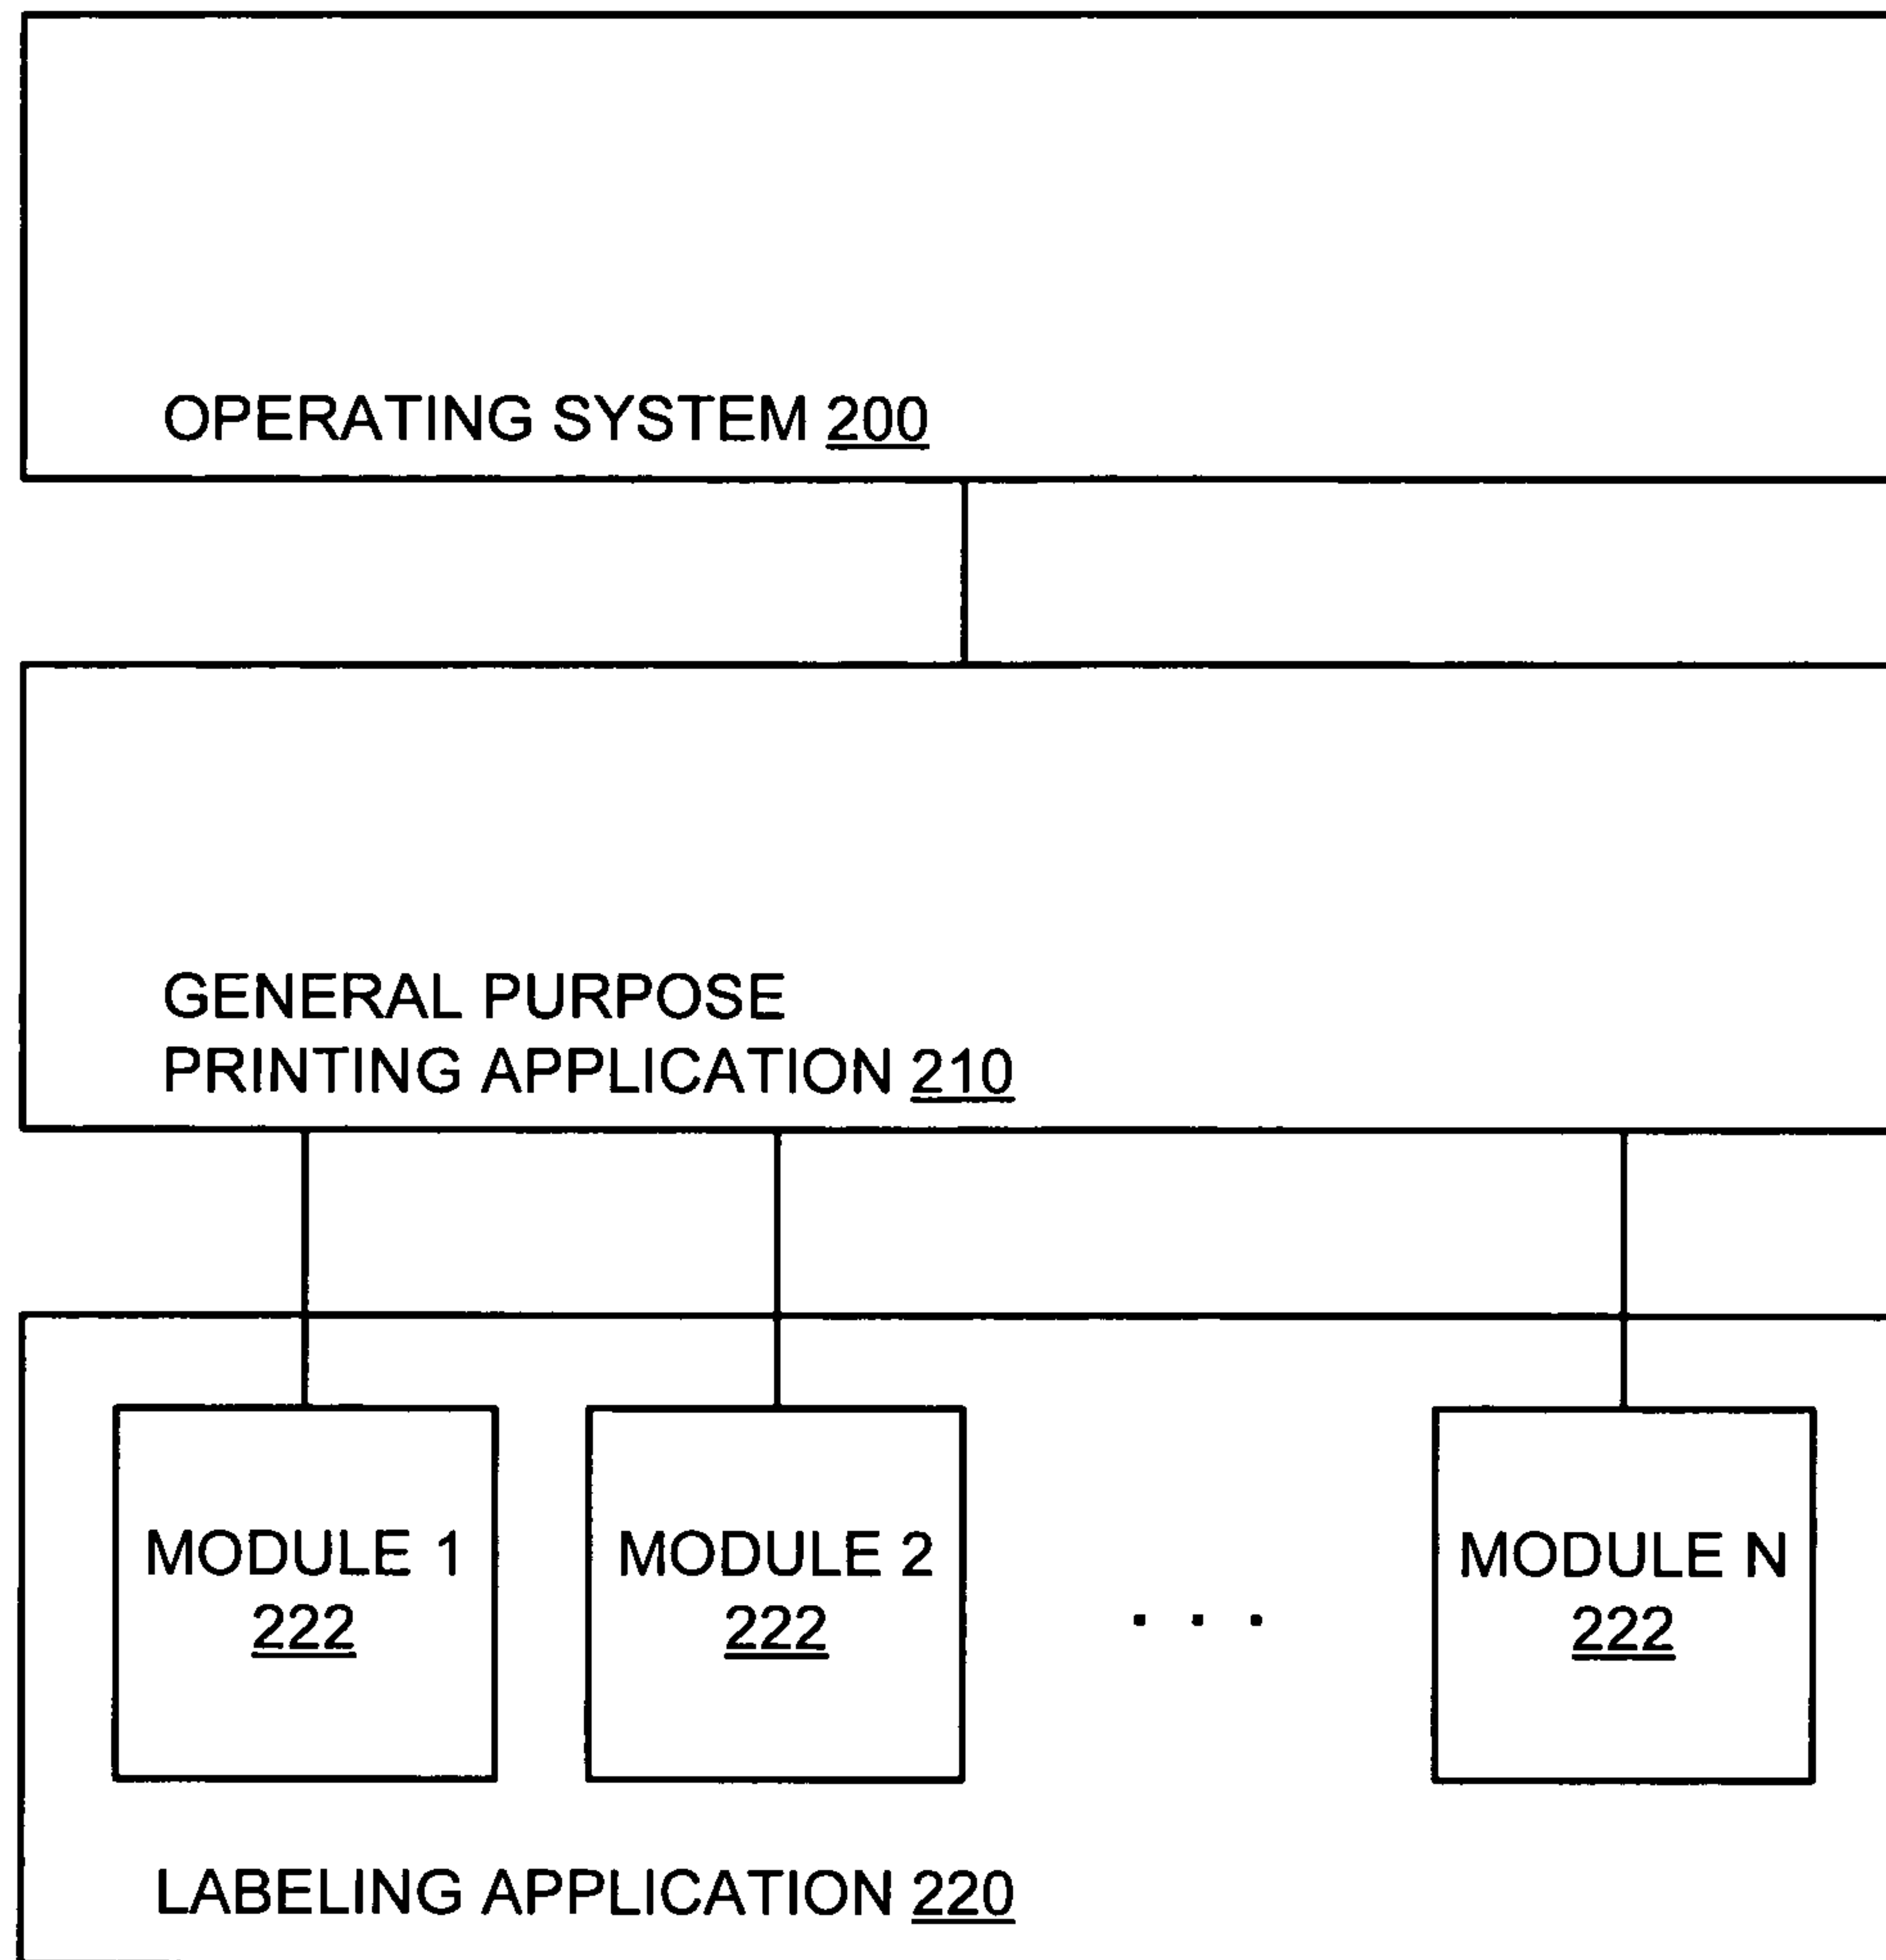 OPERATING SYSTEM 200
GENERAL PURPOSE
PRINTING APPLICATION 210
MODULE 1
222
MODULE 2
222
. . .
MODULE N
222
LABELING APPLICATION 220